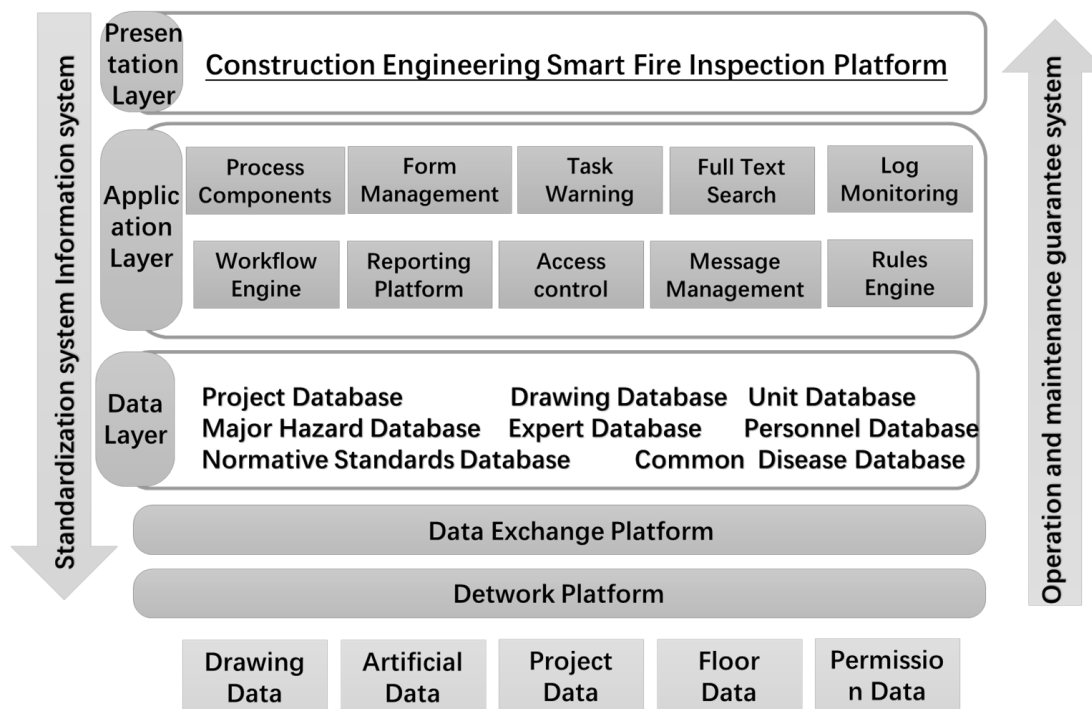 Presen
tation
Layer
Construction Engineering Smart Fire Inspection Platform
Standardization system Information system
Operation and maintenance guarantee system
Applic
ation
Layer
Process
Components
Form
Management
Task
Warning
Full Text
Search
Log
Monitoring
Workflow
Engine
Reporting
Platform
Access
control
Message
Management
Rules
Engine
Data
Layer
Project Database Drawing Database Unit Database
Major Hazard Database Expert Database Personnel Database
Normative Standards Database Common Disease Database
Data Exchange Platform
Detwork Platform
Drawing
Data
Artificial
Data
Project
Data
Floor
Data
Permissio
n Data